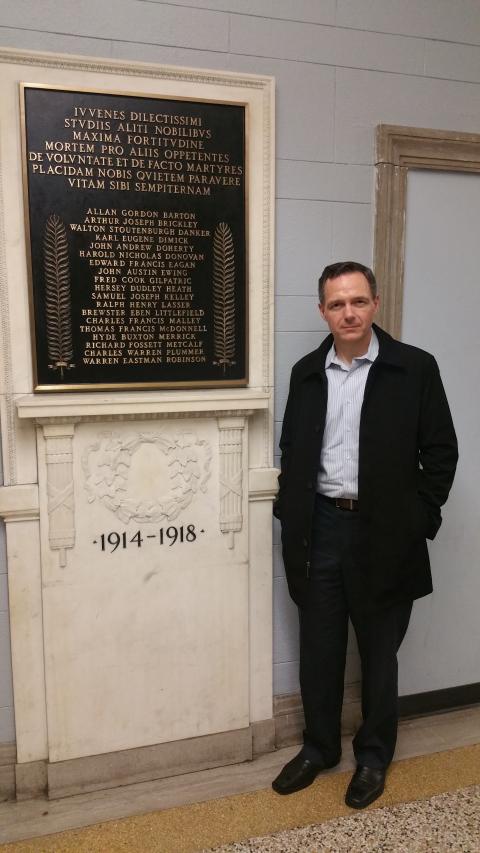 IVVENES DILECTISSIMI
STVDIIS ALITI NOBILIBVS
MAXIMA FORTITVDINE
MORTEM PRO ALIIS OPPETENTES
DE VOLVNTATE ET DE FACTO MARTYRES
PLACIDAM NOBIS QVIETEM PARAVERE
VITAM SIBI SEMPITERNAM
ALLAN GORDON BARTON
ARTHUR JOSEPH BRICKLEY
WALTON STOUTENBURGH DANKER
KARL EUGENE DIMICK
JOHN ANDREW DOHERTY
HAROLD NICHOLAS DONOVAN
EDWARD FRANCIS EAGAN
JOHN AUSTIN EWING
FRED COOK GILPATRIC
HERSEY DUDLEY HEATH
SAMUEL JOSEPH KELLEY
RALPH HENRY LASSER
BREWSTER EBEN LITTLEFIELD
CHARLES FRANCIS MALLEY
THOMAS FRANCIS McDONNELL
HYDE BUXTON MERRICK
RICHARD FOSSETT METCALF
CHARLES WARREN PLUMMER
WARREN EASTMAN ROBINSON
·1914-1918·